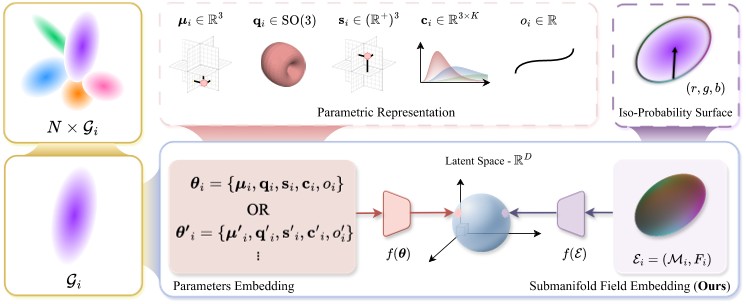 μᵢ ∈ ℝ³ qᵢ ∈ SO(3) sᵢ ∈ (ℝ⁺)³ cᵢ ∈ ℝ³ˣᴷ oᵢ ∈ ℝ
(r, g, b)
N × 𝒢ᵢ
Parametric Representation
Iso-Probability Surface
Latent Space - ℝᴰ
θᵢ = {μᵢ, qᵢ, sᵢ, cᵢ, oᵢ}
OR
θ′ᵢ = {μ′ᵢ, q′ᵢ, s′ᵢ, c′ᵢ, o′ᵢ}
⋮
f(θ)
f(ℰ)
ℰᵢ = (ℳᵢ, Fᵢ)
𝒢ᵢ
Parameters Embedding
Submanifold Field Embedding (Ours)